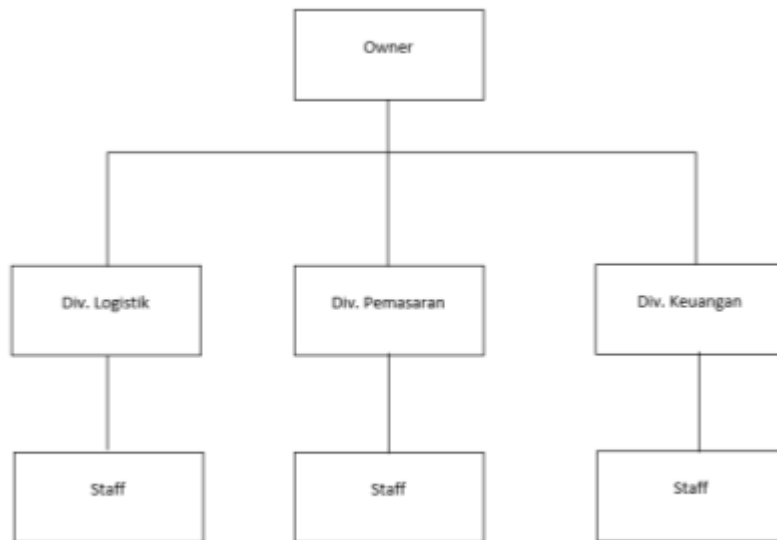 Owner
Div. Logistik
Div. Pemasaran
Div. Keuangan
Staff
Staff
Staff